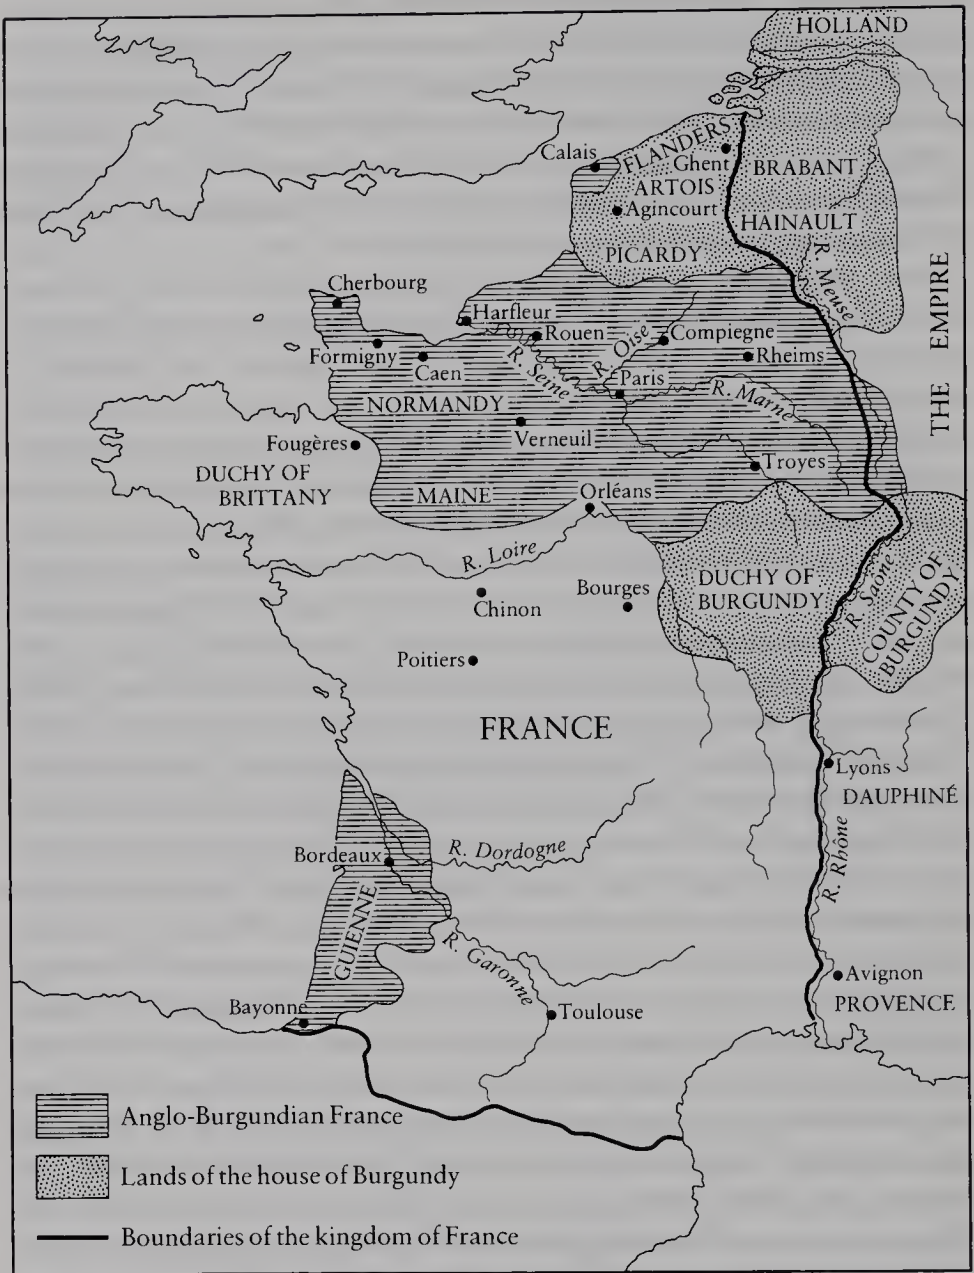 HOLLAND
FLANDERS
Calais
Ghent
BRABANT
ARTOIS
Agincourt
HAINAULT
PICARDY
R. Meuse
THE EMPIRE
Cherbourg
Harfleur
Rouen
R. Oise
Compiegne
Formigny
Caen
R. Seine
Rheims
Paris
R. Marne
NORMANDY
Verneuil
Fougères
Troyes
DUCHY OF
BRITTANY
MAINE
Orléans
R. Loire
Chinon
Bourges
DUCHY OF
BURGUNDY
R. Saône
COUNTY OF
BURGUNDY
Poitiers
FRANCE
Lyons
DAUPHINÉ
Bordeaux
R. Dordogne
R. Rhône
GUIENNE
R. Garonne
Avignon
PROVENCE
Bayonne
Toulouse
Anglo-Burgundian France
Lands of the house of Burgundy
Boundaries of the kingdom of France